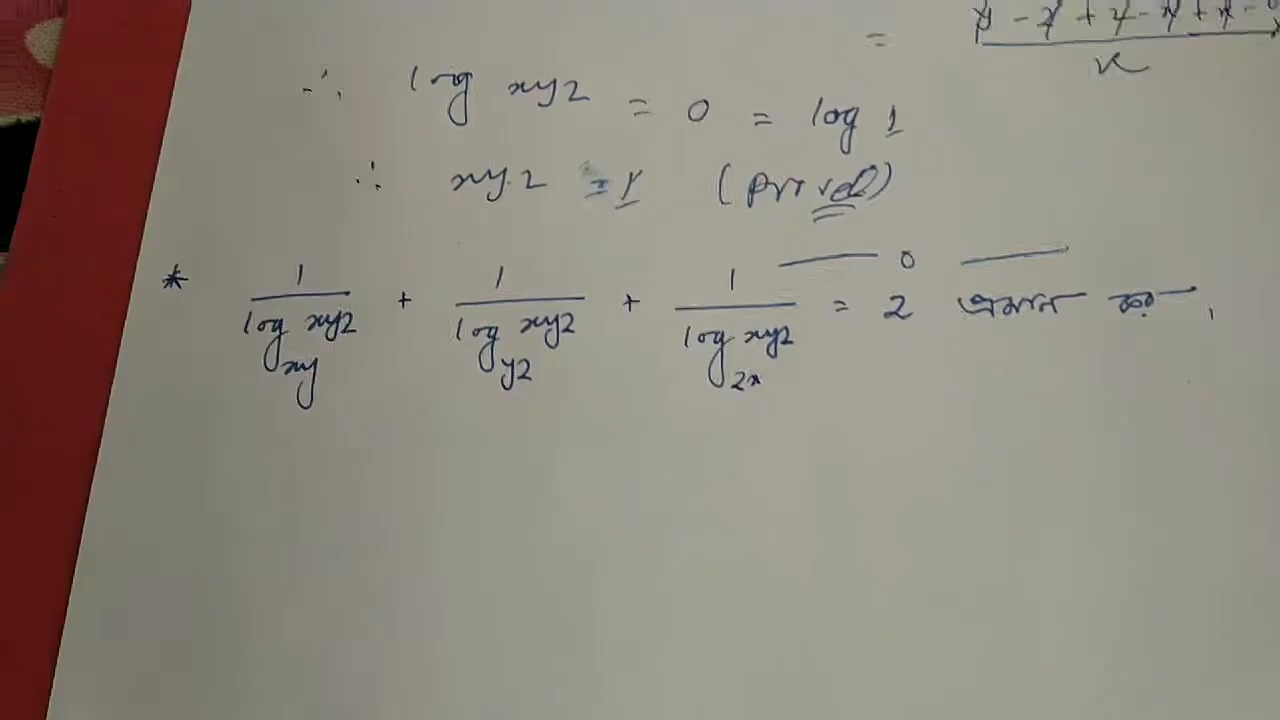 = y - z + z - x + x - y / k
∴ log xyz = 0 = log 1
∴ xyz = 1 (Proved)
0
* 1/log_xy xyz + 1/log_yz xyz + 1/log_zx xyz = 2 প্রমাণ কর,